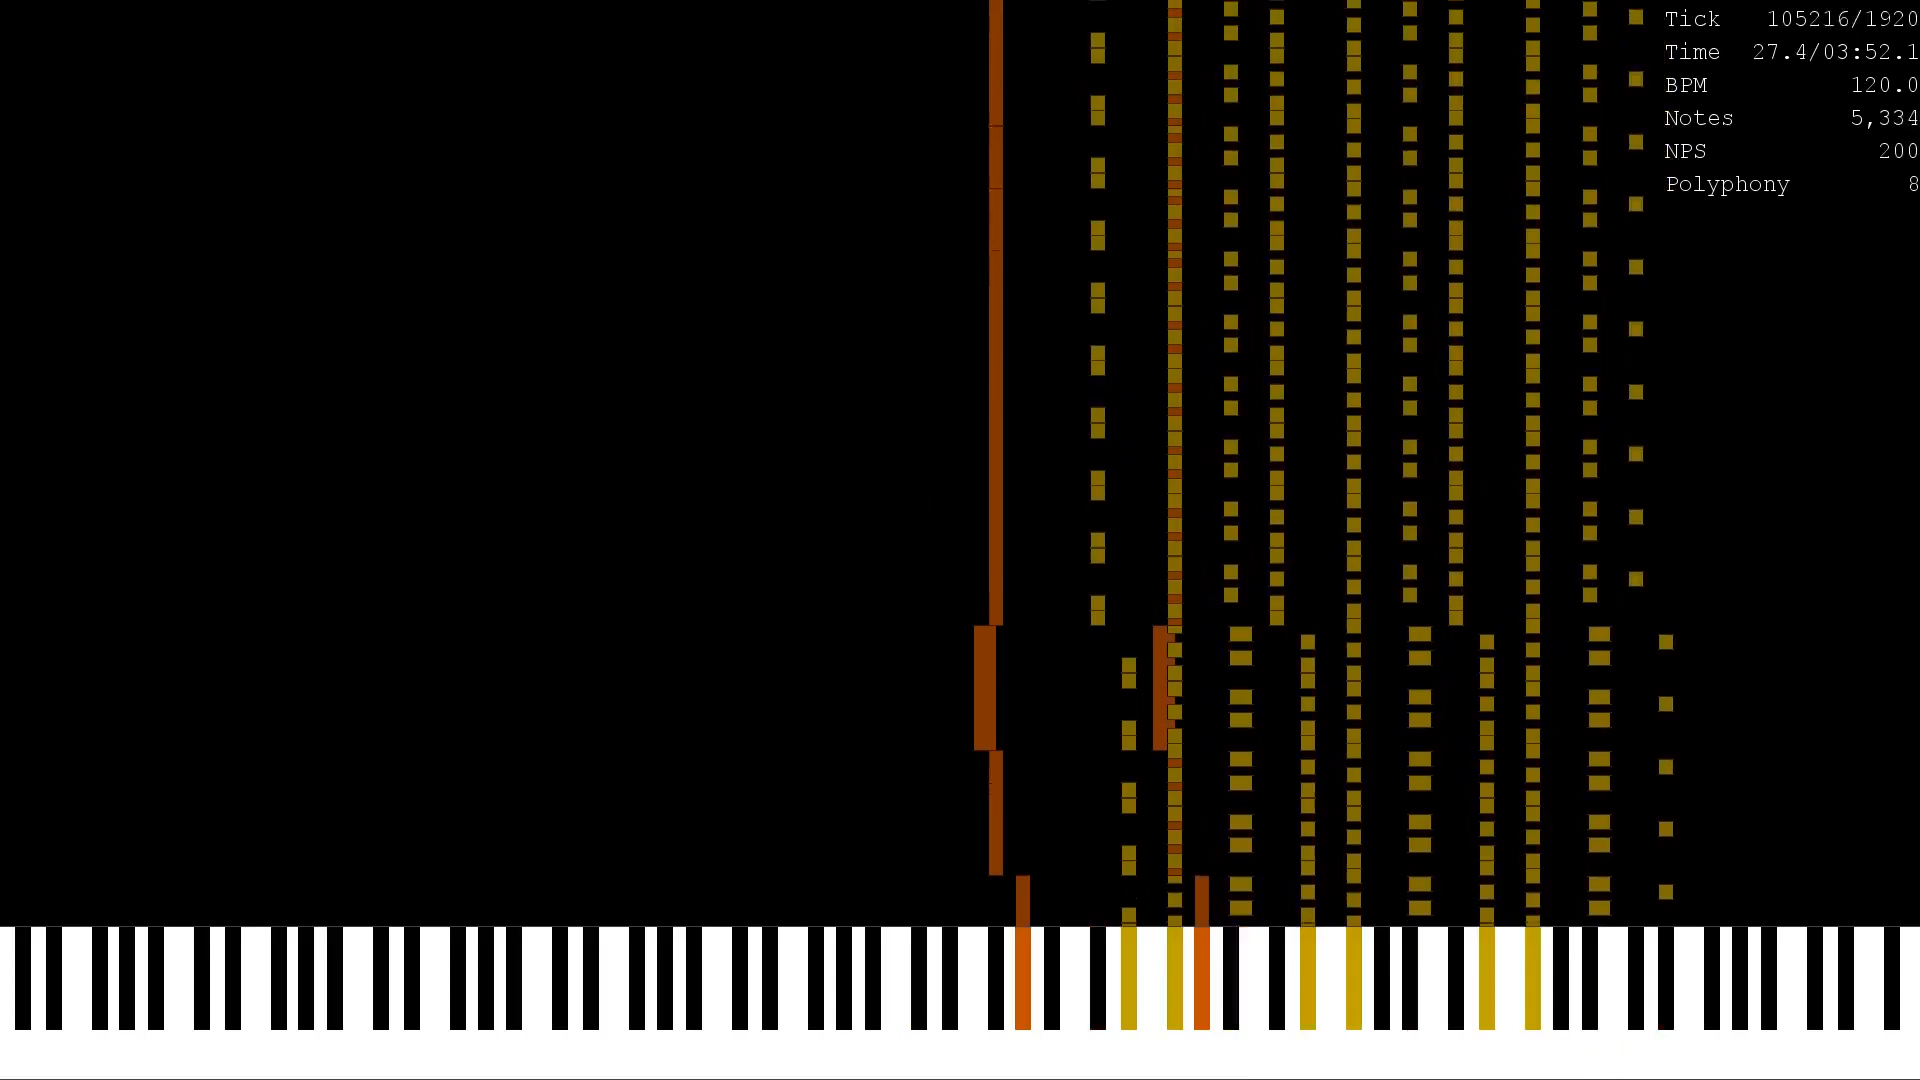 Tick 105216/1920
Time 27.4/03:52.1
BPM 120.0
Notes 5,334
NPS 200
Polyphony 8